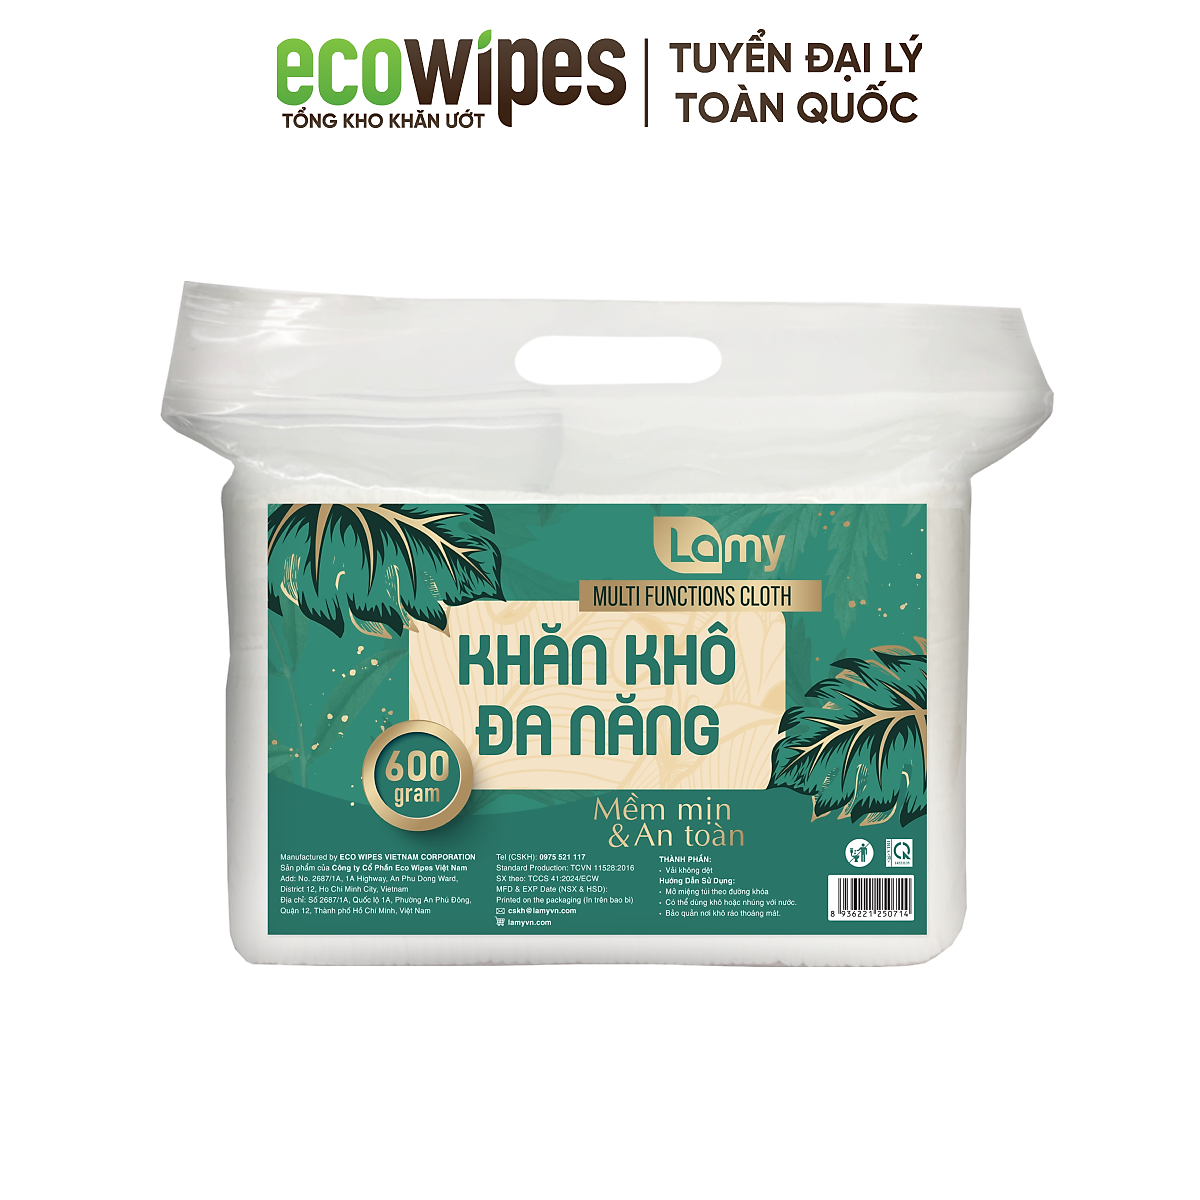 ecowipes
TỔNG KHO KHĂN ƯỚT
TUYỂN ĐẠI LÝ
TOÀN QUỐC
Lamy
MULTI FUNCTIONS CLOTH
KHĂN KHÔ
ĐA NĂNG
600
gram
Mềm mịn
& An toàn
Manufactured by ECO WIPES VIETNAM CORPORATION
Sản phẩm của Công ty Cổ Phần Eco Wipes Việt Nam
Add: No. 2687/1A, 1A Highway, An Phu Dong Ward,
District 12, Ho Chi Minh City, Vietnam
Địa chỉ: Số 2687/1A, Quốc lộ 1A, Phường An Phú Đông,
Quận 12, Thành phố Hồ Chí Minh, Việt Nam
Tel (CSKH): 0975 521 117
Standard Production: TCVN 11528:2016
SX theo: TCCS 41:2024/ECW
MFD & EXP Date (NSX & HSD):
Printed on the packaging (In trên bao bì)
cskh@lamyvn.com
lamyvn.com
THÀNH PHẦN:
• Vải không dệt
Hướng Dẫn Sử Dụng:
• Mở miệng túi theo đường khóa
• Có thể dùng khô hoặc nhúng với nước.
• Bảo quản nơi khô ráo thoáng mát.
8 936221 250714